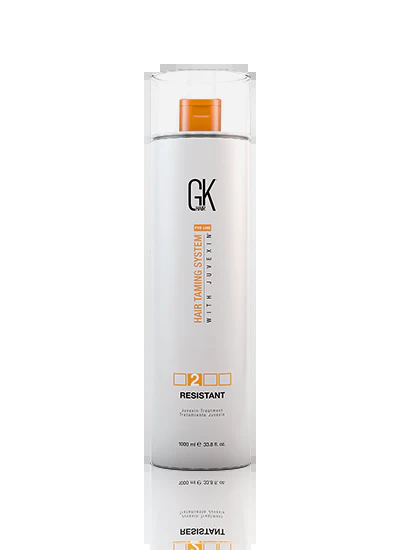 GK
HAIR
HAIR TAMING SYSTEM PRO LINE
WITH JUVEXIN
2
RESISTANT
Juvexin Treatment
Tratamiento Juvexin
1000 ml ℮ 33.8 fl. oz.